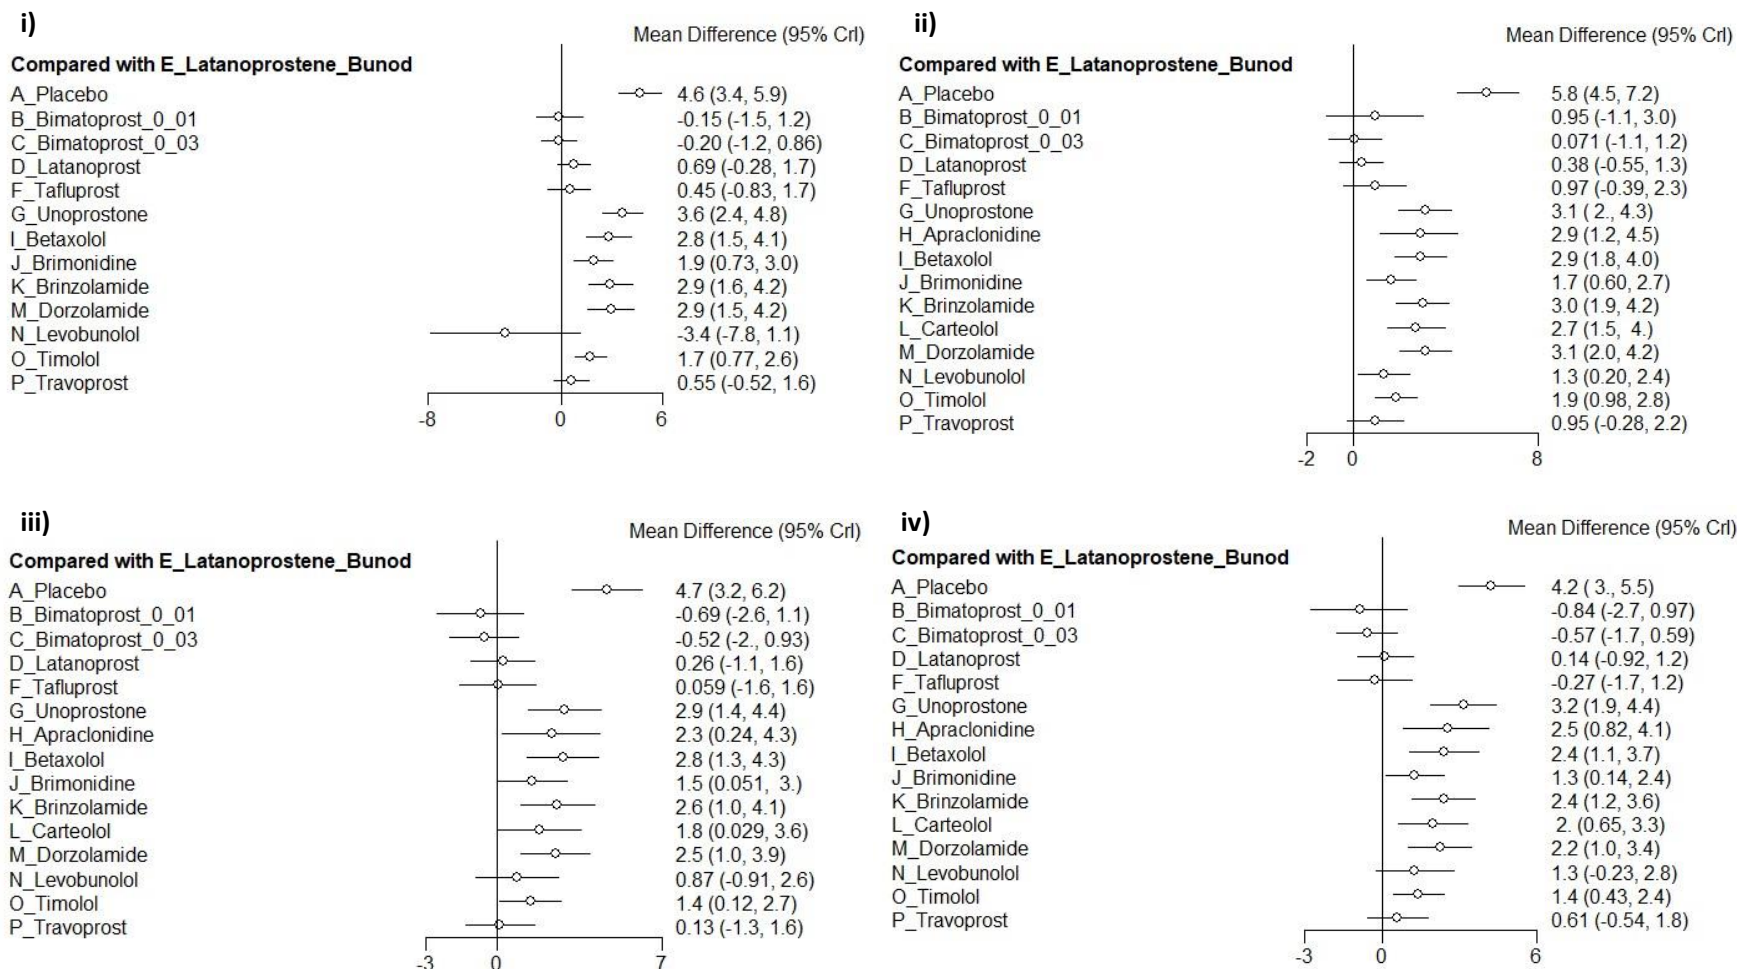 i)
Mean Difference (95% CrI)
Compared with E_Latanoprostene_Bunod
A_Placebo 4.6 (3.4, 5.9)
B_Bimatoprost_0_01 -0.15 (-1.5, 1.2)
C_Bimatoprost_0_03 -0.20 (-1.2, 0.86)
D_Latanoprost 0.69 (-0.28, 1.7)
F_Tafluprost 0.45 (-0.83, 1.7)
G_Unoprostone 3.6 (2.4, 4.8)
I_Betaxolol 2.8 (1.5, 4.1)
J_Brimonidine 1.9 (0.73, 3.0)
K_Brinzolamide 2.9 (1.6, 4.2)
M_Dorzolamide 2.9 (1.5, 4.2)
N_Levobunolol -3.4 (-7.8, 1.1)
O_Timolol 1.7 (0.77, 2.6)
P_Travoprost 0.55 (-0.52, 1.6)
-8 0 6
ii)
Mean Difference (95% CrI)
Compared with E_Latanoprostene_Bunod
A_Placebo 5.8 (4.5, 7.2)
B_Bimatoprost_0_01 0.95 (-1.1, 3.0)
C_Bimatoprost_0_03 0.071 (-1.1, 1.2)
D_Latanoprost 0.38 (-0.55, 1.3)
F_Tafluprost 0.97 (-0.39, 2.3)
G_Unoprostone 3.1 ( 2., 4.3)
H_Apraclonidine 2.9 (1.2, 4.5)
I_Betaxolol 2.9 (1.8, 4.0)
J_Brimonidine 1.7 (0.60, 2.7)
K_Brinzolamide 3.0 (1.9, 4.2)
L_Carteolol 2.7 (1.5,  4.)
M_Dorzolamide 3.1 (2.0, 4.2)
N_Levobunolol 1.3 (0.20, 2.4)
O_Timolol 1.9 (0.98, 2.8)
P_Travoprost 0.95 (-0.28, 2.2)
-2 0 8
iii)
Mean Difference (95% CrI)
Compared with E_Latanoprostene_Bunod
A_Placebo 4.7 (3.2, 6.2)
B_Bimatoprost_0_01 -0.69 (-2.6, 1.1)
C_Bimatoprost_0_03 -0.52 (-2., 0.93)
D_Latanoprost 0.26 (-1.1, 1.6)
F_Tafluprost 0.059 (-1.6, 1.6)
G_Unoprostone 2.9 (1.4, 4.4)
H_Apraclonidine 2.3 (0.24, 4.3)
I_Betaxolol 2.8 (1.3, 4.3)
J_Brimonidine 1.5 (0.051,  3.)
K_Brinzolamide 2.6 (1.0, 4.1)
L_Carteolol 1.8 (0.029, 3.6)
M_Dorzolamide 2.5 (1.0, 3.9)
N_Levobunolol 0.87 (-0.91, 2.6)
O_Timolol 1.4 (0.12, 2.7)
P_Travoprost 0.13 (-1.3, 1.6)
-3 0 7
iv)
Mean Difference (95% CrI)
Compared with E_Latanoprostene_Bunod
A_Placebo 4.2 ( 3., 5.5)
B_Bimatoprost_0_01 -0.84 (-2.7, 0.97)
C_Bimatoprost_0_03 -0.57 (-1.7, 0.59)
D_Latanoprost 0.14 (-0.92, 1.2)
F_Tafluprost -0.27 (-1.7, 1.2)
G_Unoprostone 3.2 (1.9, 4.4)
H_Apraclonidine 2.5 (0.82, 4.1)
I_Betaxolol 2.4 (1.1, 3.7)
J_Brimonidine 1.3 (0.14, 2.4)
K_Brinzolamide 2.4 (1.2, 3.6)
L_Carteolol 2. (0.65, 3.3)
M_Dorzolamide 2.2 (1.0, 3.4)
N_Levobunolol 1.3 (-0.23, 2.8)
O_Timolol 1.4 (0.43, 2.4)
P_Travoprost 0.61 (-0.54, 1.8)
-3 0 6